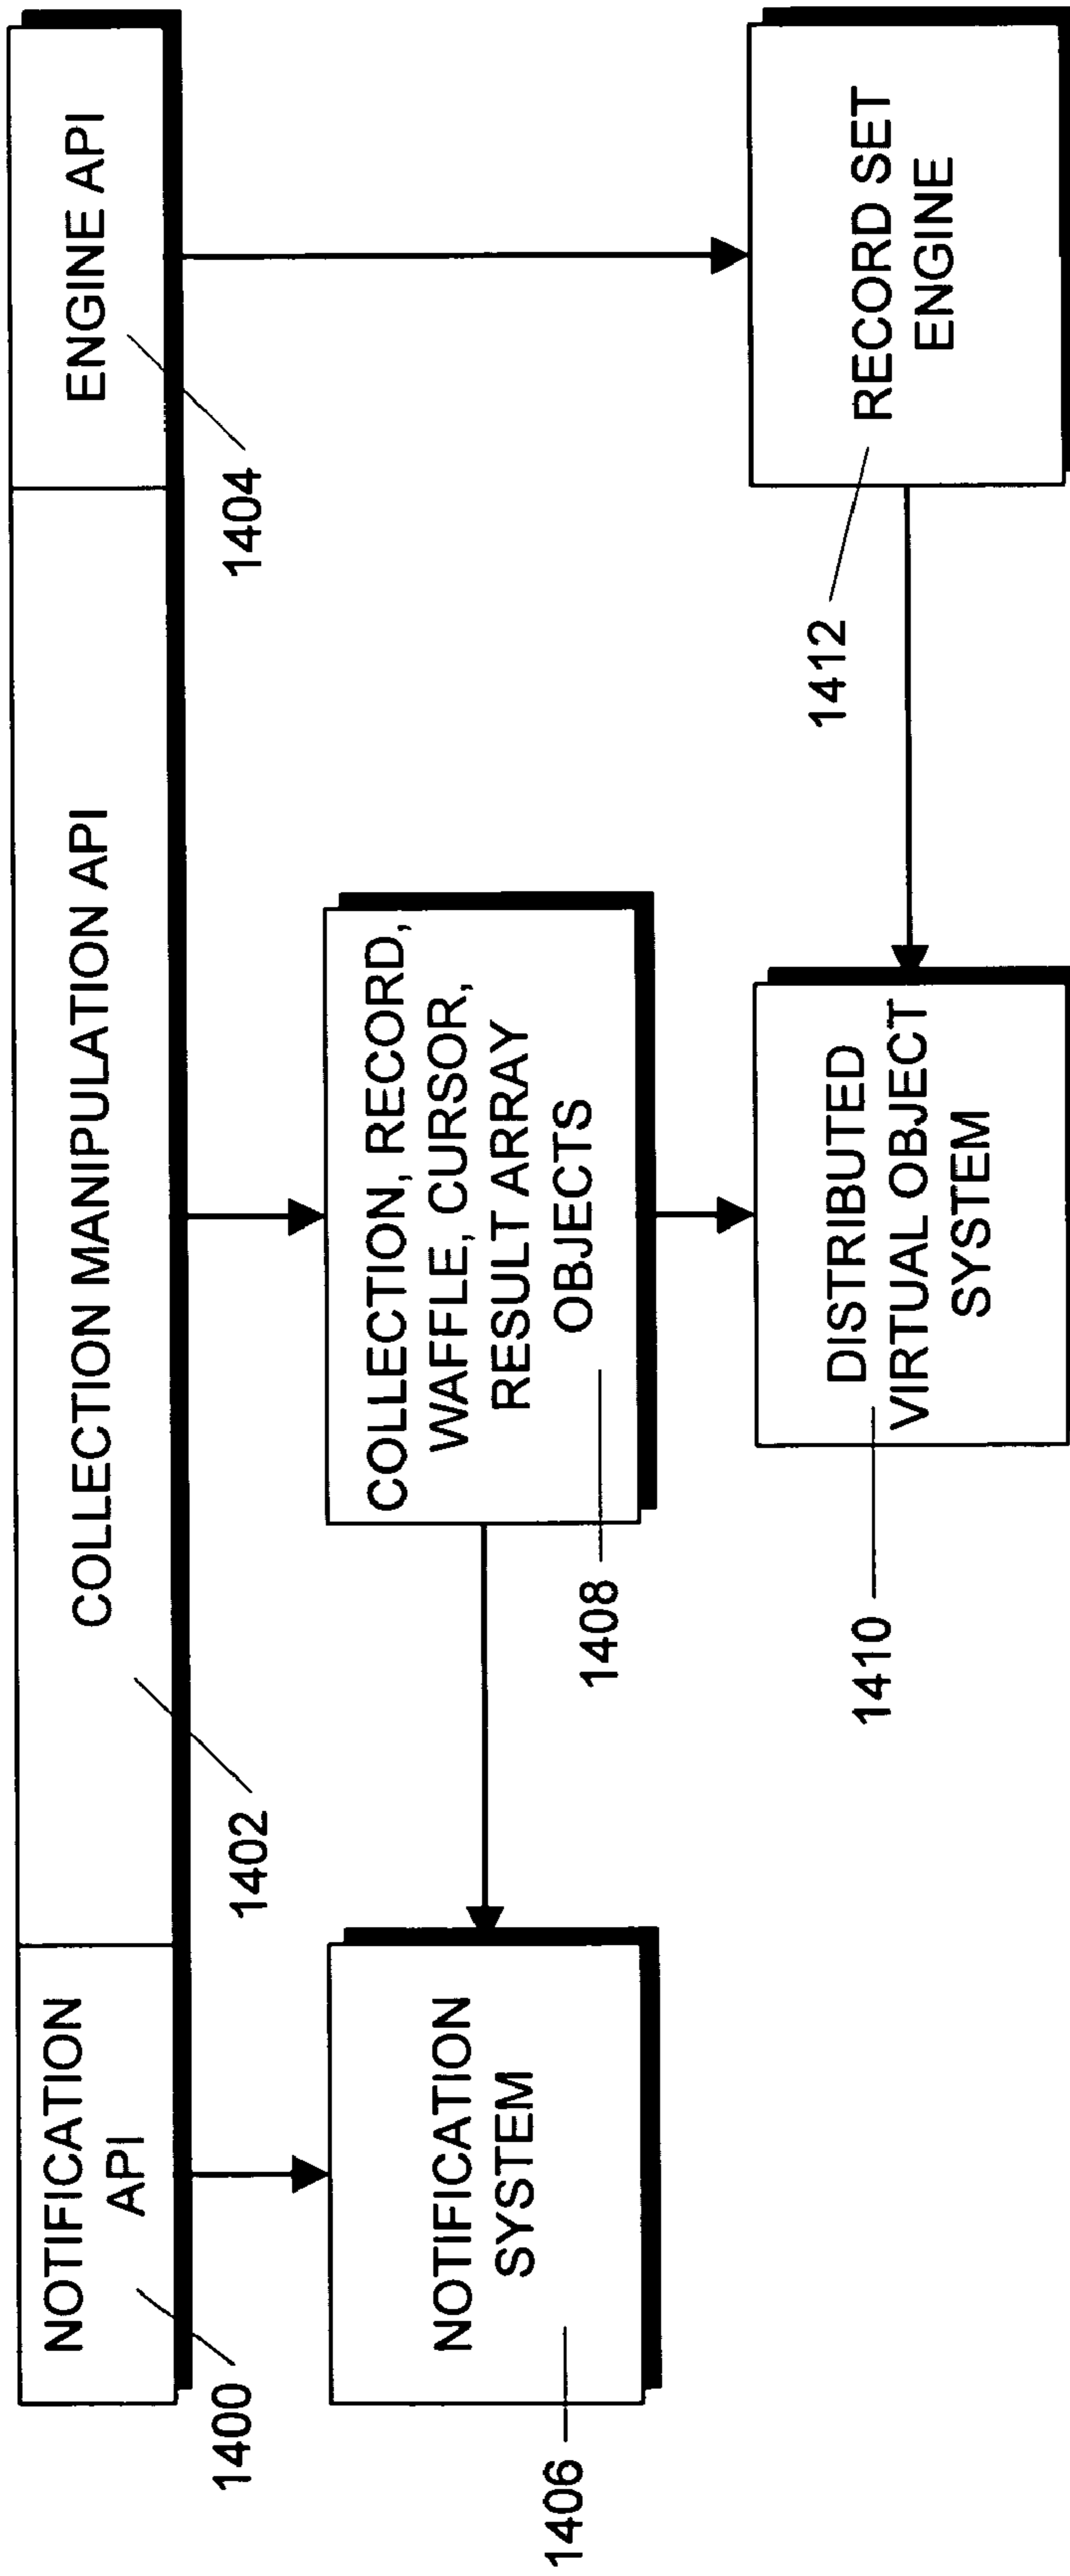 NOTIFICATION
API
COLLECTION MANIPULATION API
ENGINE API
1400
1402
1404
NOTIFICATION
SYSTEM
1406
COLLECTION, RECORD,
WAFFLE, CURSOR,
RESULT ARRAY
OBJECTS
1408
DISTRIBUTED
VIRTUAL OBJECT
SYSTEM
1410
RECORD SET
ENGINE
1412